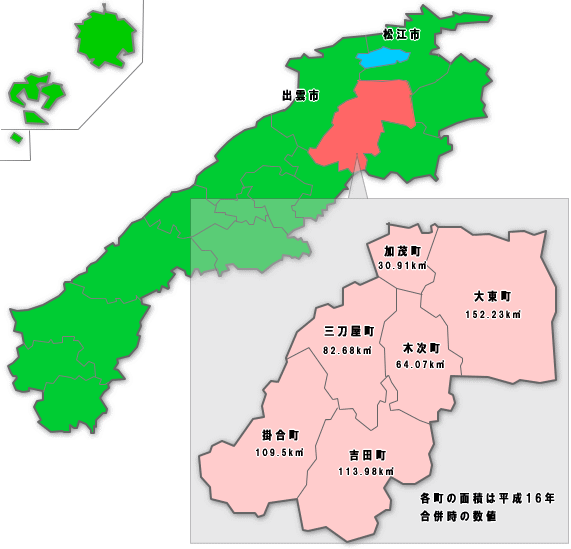 松江市
出雲市
加茂町
30.91k㎡
大東町
152.23k㎡
三刀屋町
82.68k㎡
木次町
64.07k㎡
掛合町
109.5k㎡
吉田町
113.98k㎡
各町の面積は平成16年
合併時の数値